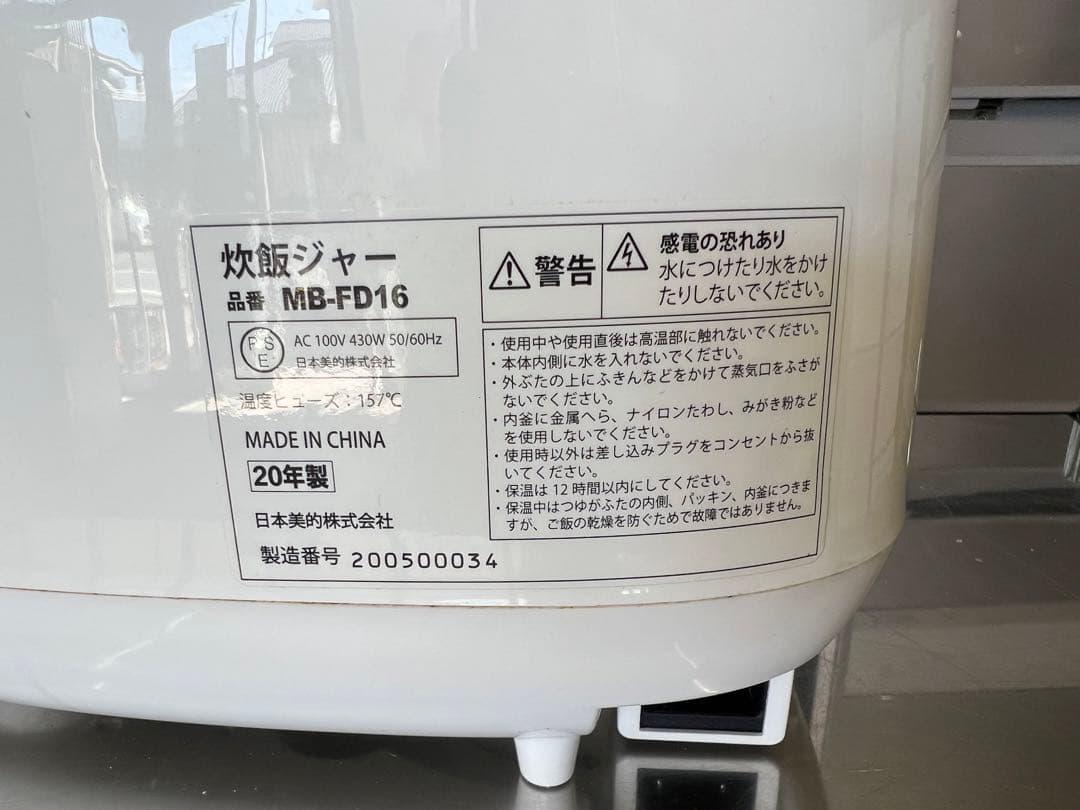 炊飯ジャー
品番 MB-FD16
PSE
AC 100V 430W 50/60Hz
日本美的株式会社
温度ヒューズ：157℃
MADE IN CHINA
20年製
日本美的株式会社
製造番号 200500034
警告
感電の恐れあり
水につけたり水をかけ
たりしないでください。
・使用中や使用直後は高温部に触れないでください。
・本体内側に水を入れないでください。
・外ぶたの上にふきんなどをかけて蒸気口をふさが
ないでください。
・内釜に金属へら、ナイロンたわし、みがき粉など
を使用しないでください。
・使用時以外は差し込みプラグをコンセントから抜
いてください。
・保温は12時間以内にしてください。
・保温中はつゆがふたの内側、パッキン、内釜につきま
すが、ご飯の乾燥を防ぐためで故障ではありません。